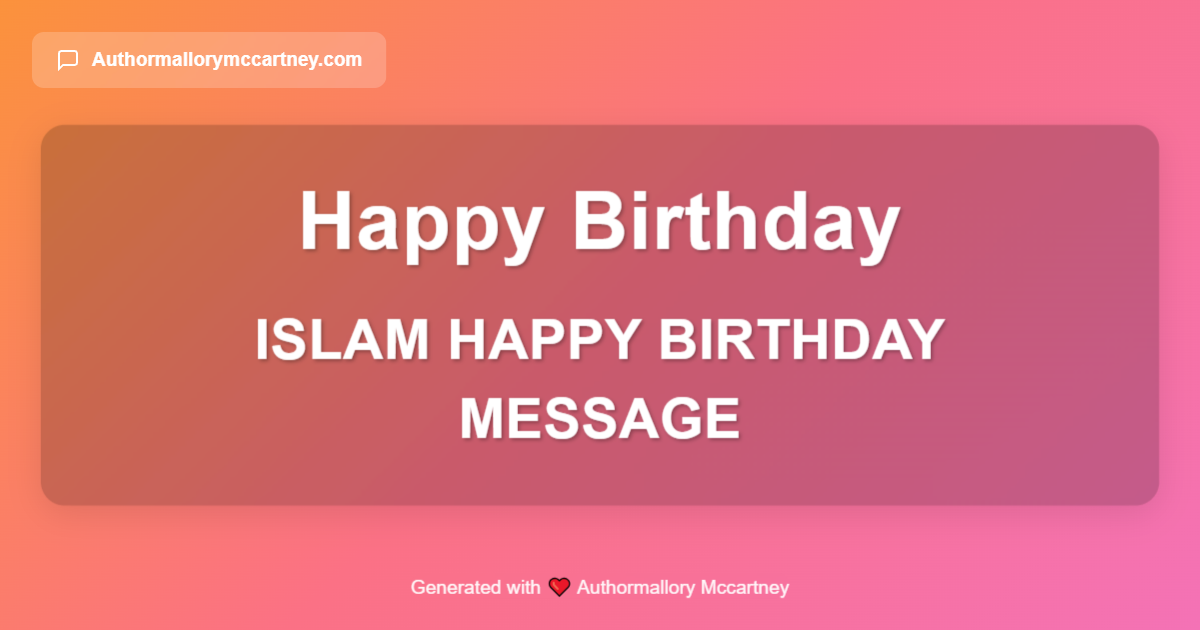 Authormallorymccartney.com
Happy Birthday
ISLAM HAPPY BIRTHDAY
MESSAGE
Generated with ❤️ Authormallory Mccartney